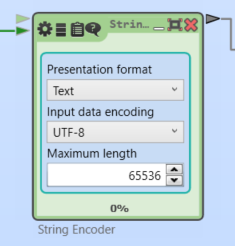 Strin...
Presentation format
Text
Input data encoding
UTF-8
Maximum length
65536
0%
String Encoder